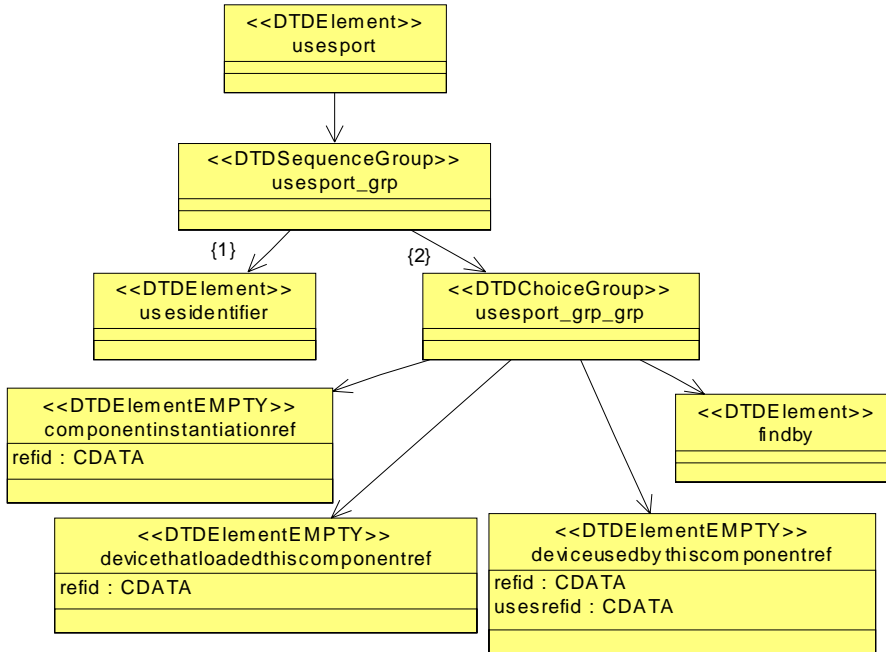 <<DTDElement>>
usesport
<<DTDSequenceGroup>>
usesport_grp
{1}
{2}
<<DTDElement>>
usesidentifier
<<DTDChoiceGroup>>
usesport_grp_grp
<<DTDElementEMPTY>>
componentinstantiationref
refid : CDATA
<<DTDElement>>
findby
<<DTDElementEMPTY>>
devicethatloadedthiscomponentref
refid : CDATA
<<DTDElementEMPTY>>
deviceusedbythiscomponentref
refid : CDATA
usesrefid : CDATA